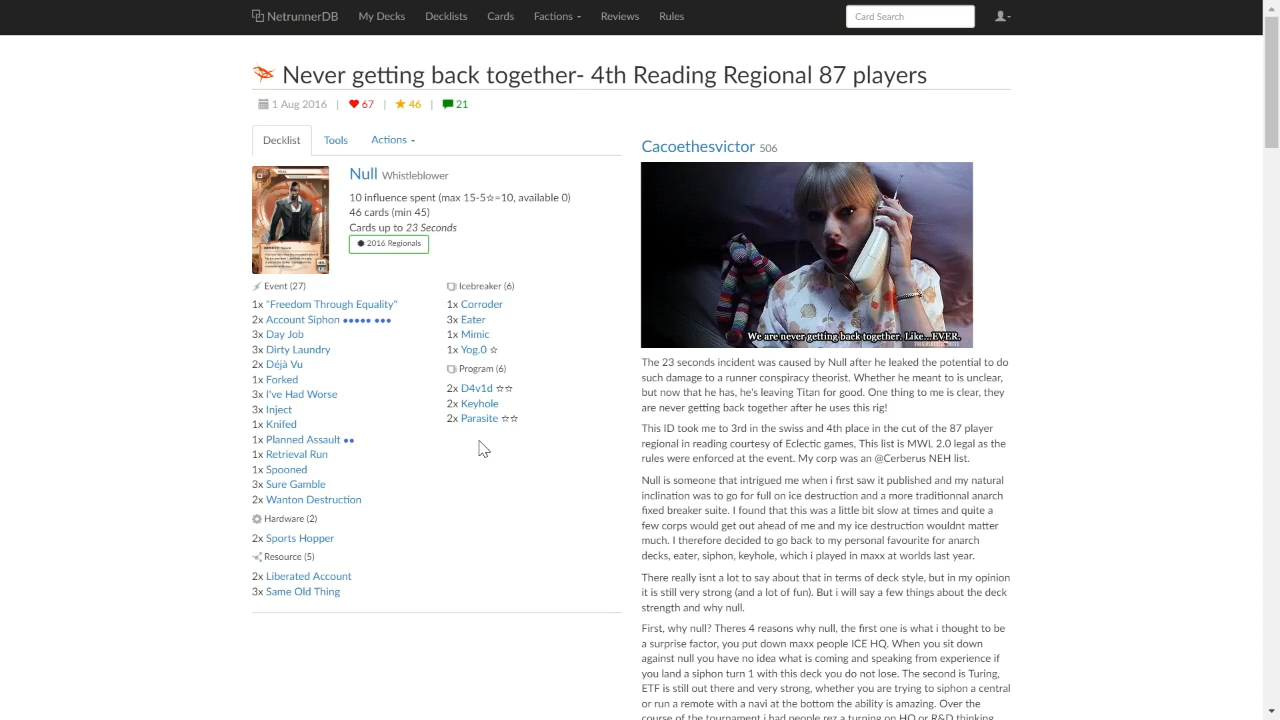 NetrunnerDB My Decks Decklists Cards Factions Reviews Rules Card Search
Never getting back together- 4th Reading Regional 87 players
1 Aug 2016 | 67 | 46 | 21
Decklist Tools Actions
Null Whistleblower
10 influence spent (max 15-5☆=10, available 0)
46 cards (min 45)
Cards up to 23 Seconds
2016 Regionals
Event (27)
1x "Freedom Through Equality"
2x Account Siphon ●●●●● ●●●
3x Day Job
3x Dirty Laundry
2x Déjà Vu
1x Forked
3x I've Had Worse
3x Inject
1x Knifed
1x Planned Assault ●●
1x Retrieval Run
1x Spooned
3x Sure Gamble
2x Wanton Destruction
Hardware (2)
2x Sports Hopper
Resource (5)
2x Liberated Account
3x Same Old Thing
Icebreaker (6)
1x Corroder
3x Eater
1x Mimic
1x Yog.0 ☆
Program (6)
2x D4v1d ☆☆
2x Keyhole
2x Parasite ☆☆
Cacoethesvictor 506
We are never getting back together. Like...EVER.
The 23 seconds incident was caused by Null after he leaked the potential to do
such damage to a runner conspiracy theorist. Whether he meant to is unclear,
but now that he has, he's leaving Titan for good. One thing to me is clear, they
are never getting back together after he uses this rig!
This ID took me to 3rd in the swiss and 4th place in the cut of the 87 player
regional in reading courtesy of Eclectic games, This list is MWL 2.0 legal as the
rules were enforced at the event. My corp was an @Cerberus NEH list.
Null is someone that intrigued me when i first saw it published and my natural
inclination was to go for full on ice destruction and a more traditionnal anarch
fixed breaker suite. I found that this was a little bit slow at times and quite a
few corps would get out ahead of me and my ice destruction wouldnt matter
much. I therefore decided to go back to my personal favourite for anarch
decks, eater, siphon, keyhole, which i played in maxx at worlds last year.
There really isnt a lot to say about that in terms of deck style, but in my opinion
it is still very strong (and a lot of fun). But i will say a few things about the deck
strength and why null.
First, why null? Theres 4 reasons why null, the first one is what i thought to be
a surprise factor, you put down maxx people ICE HQ. When you sit down
against null you have no idea what is coming and speaking from experience if
you land a siphon turn 1 with this deck you do not lose. The second is Turing,
ETF is still out there and very strong, whether you are trying to siphon a central
or run a remote with a navi at the bottom the ability is amazing. Over the
course of the tournament i had people rez a turning on HQ or R&D thinking